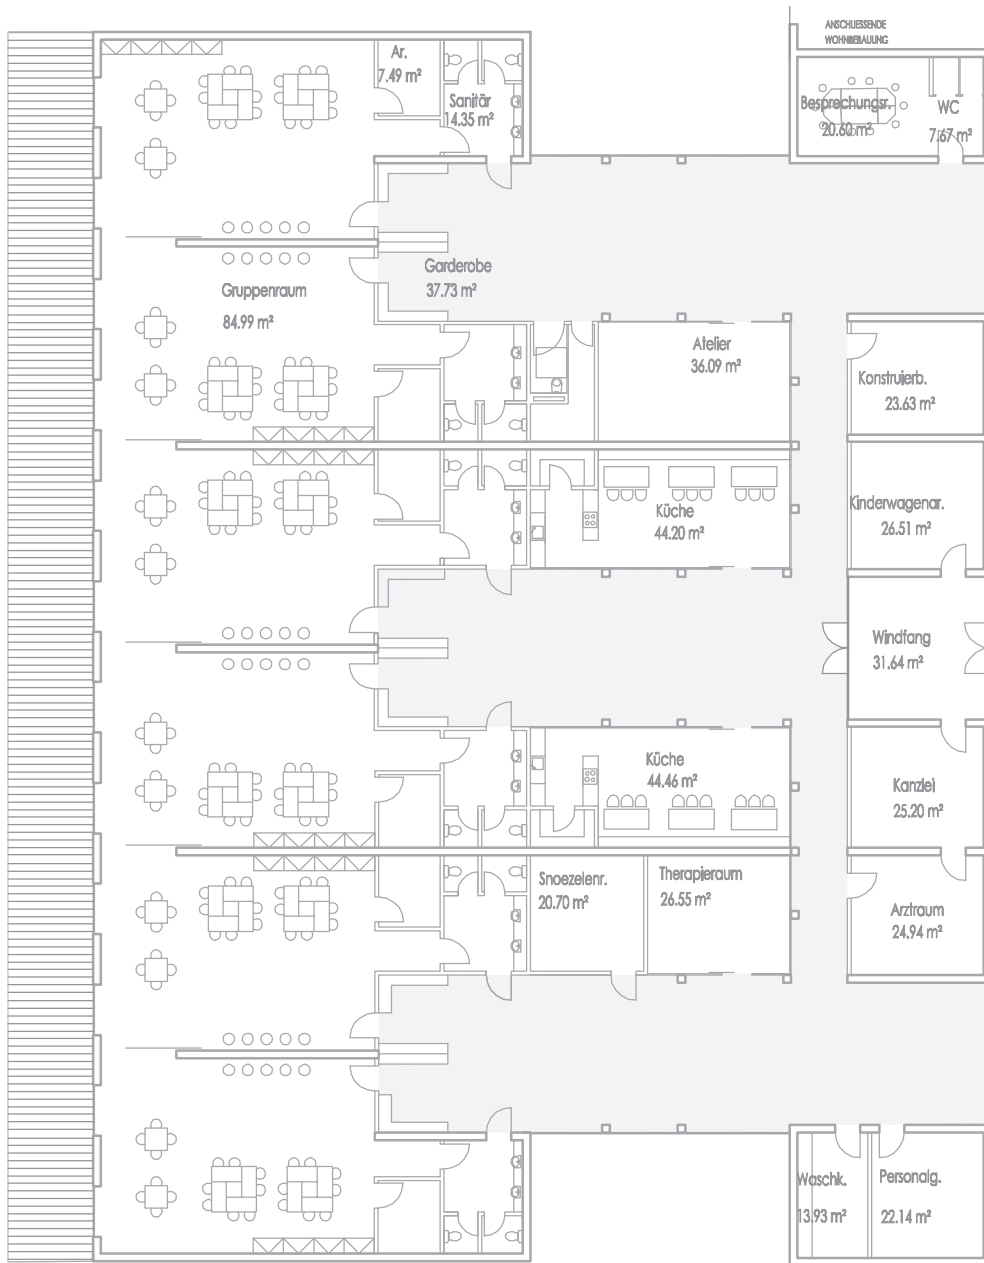 ANSCHLIESSENDE
WOHNBEBAUUNG
Ar.
7.49 m²
Sanitär
14.35 m²
Besprechungsr.
20.60 m²
WC
7.67 m²
Garderobe
37.73 m²
Gruppenraum
84.99 m²
Atelier
36.09 m²
Konstruierb.
23.63 m²
Küche
44.20 m²
Kinderwagenar.
26.51 m²
Windfang
31.64 m²
Küche
44.46 m²
Kanzlei
25.20 m²
Snoezelenr.
20.70 m²
Therapieraum
26.55 m²
Arztraum
24.94 m²
Waschk.
13.93 m²
Personalg.
22.14 m²